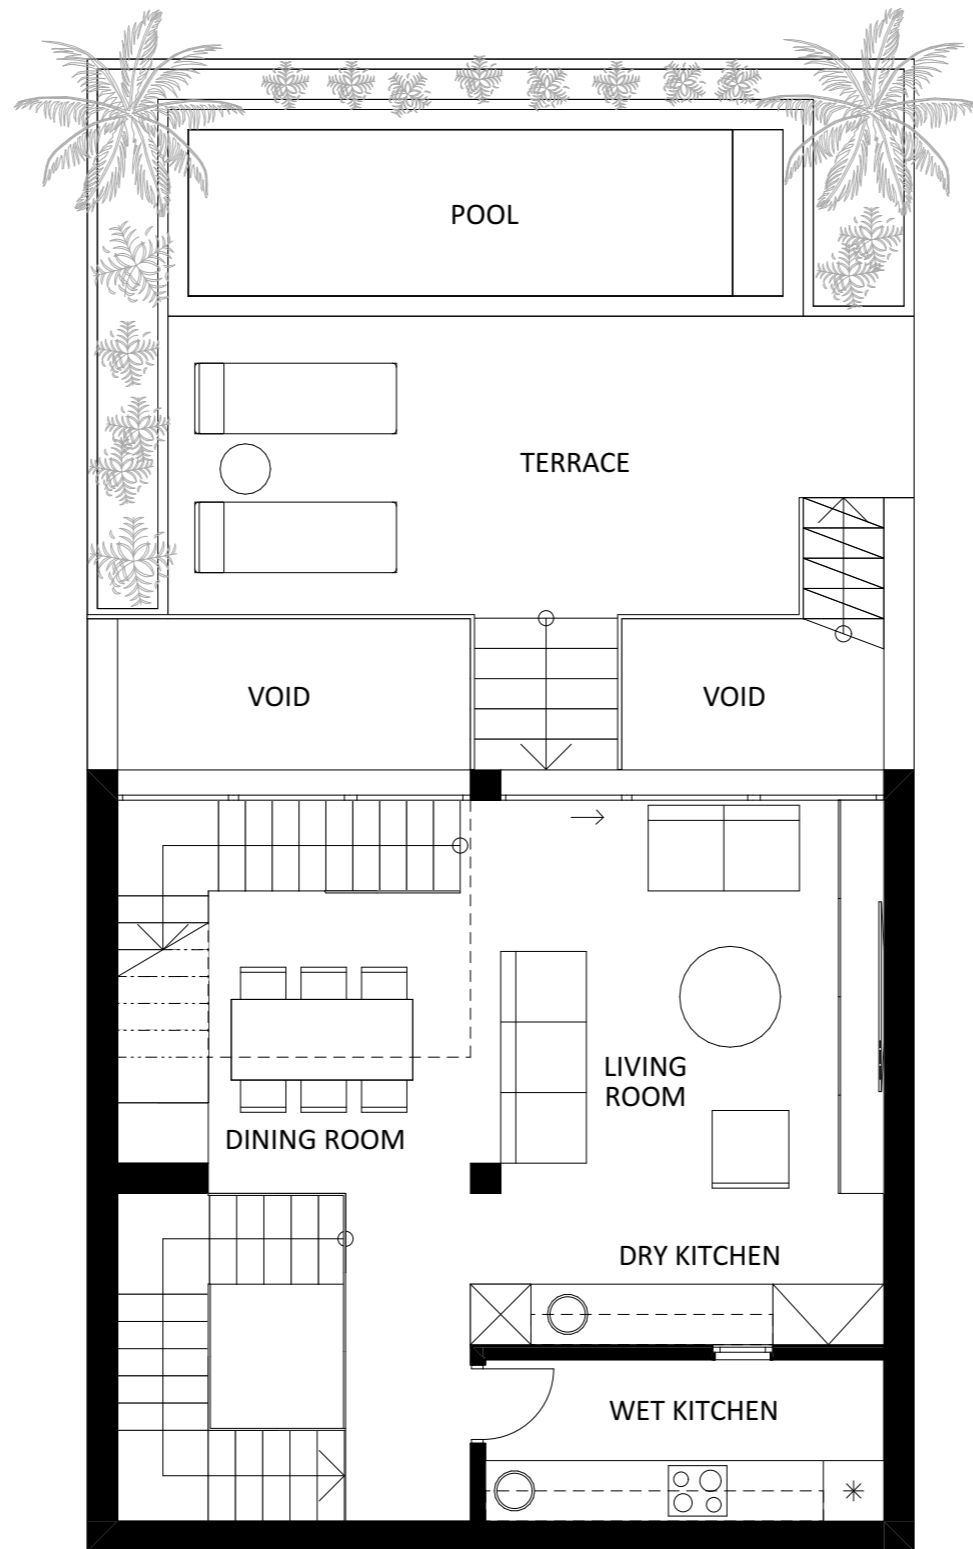 POOL
TERRACE
VOID
VOID
LIVING
ROOM
DINING ROOM
DRY KITCHEN
WET KITCHEN